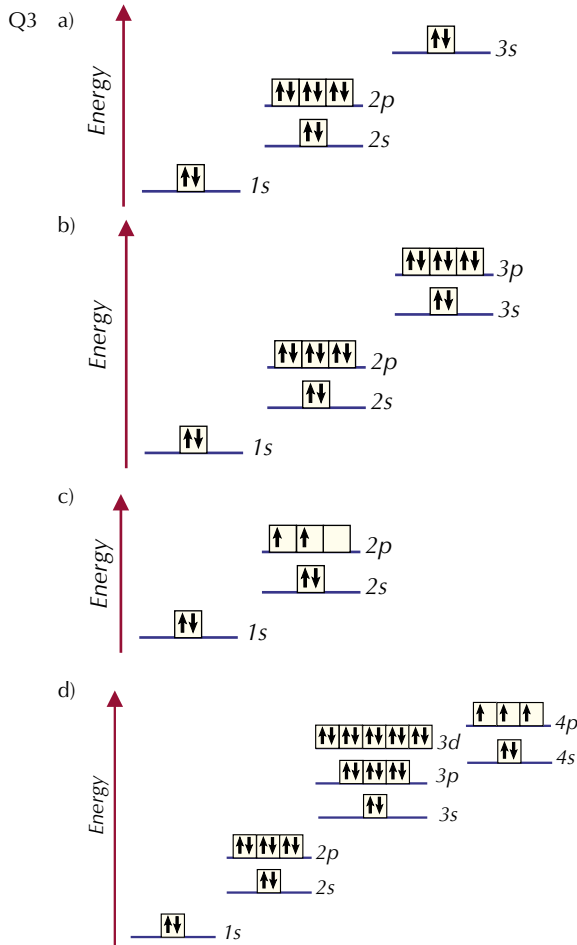 Q3 a)
Energy
3s
2p
2s
1s
b)
Energy
3p
3s
2p
2s
1s
c)
Energy
2p
2s
1s
d)
Energy
4p
3d
4s
3p
3s
2p
2s
1s